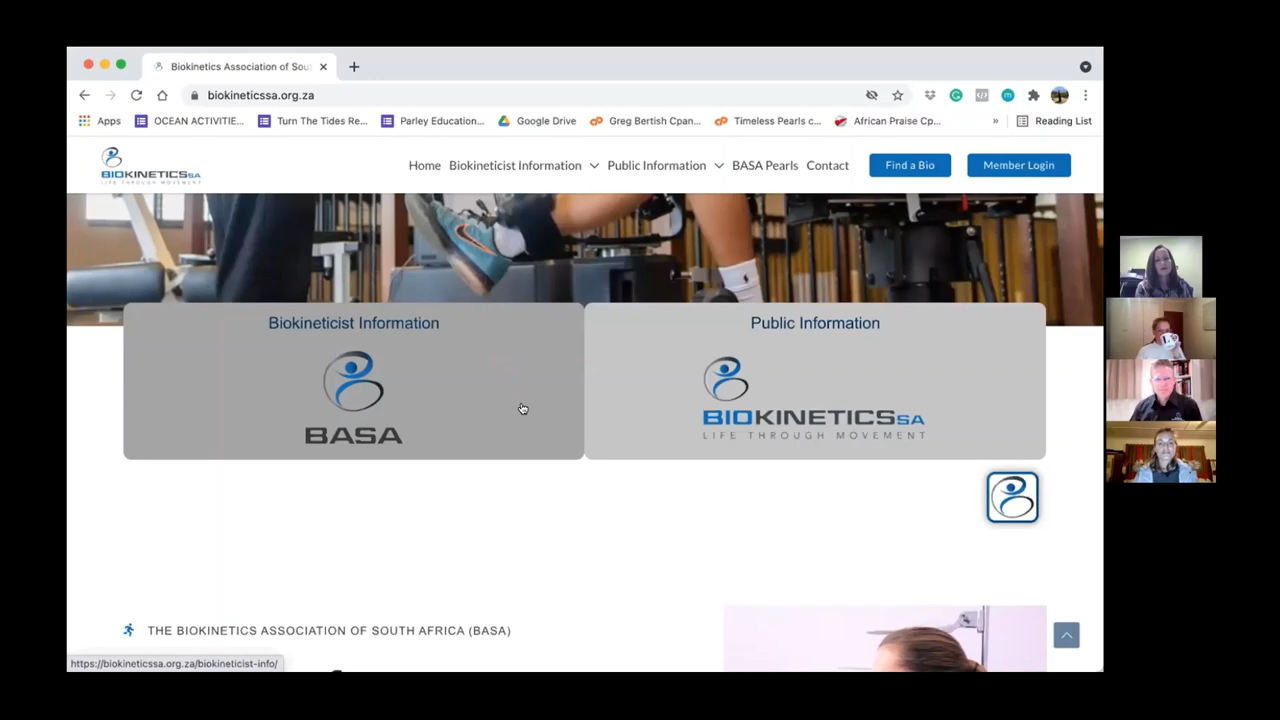 Biokinetics Association of Sou
biokineticssa.org.za
Apps OCEAN ACTIVITIE... Turn The Tides Re... Parley Education... Google Drive Greg Bertish Cpan... Timeless Pearls c... African Praise Cp... » Reading List
BIOKINETICSSA
LIFE THROUGH MOVEMENT
Home Biokineticist Information Public Information BASA Pearls Contact Find a Bio Member Login
Biokineticist Information
BASA
Public Information
BIOKINETICSSA
LIFE THROUGH MOVEMENT
THE BIOKINETICS ASSOCIATION OF SOUTH AFRICA (BASA)
https://biokineticssa.org.za/biokineticist-info/